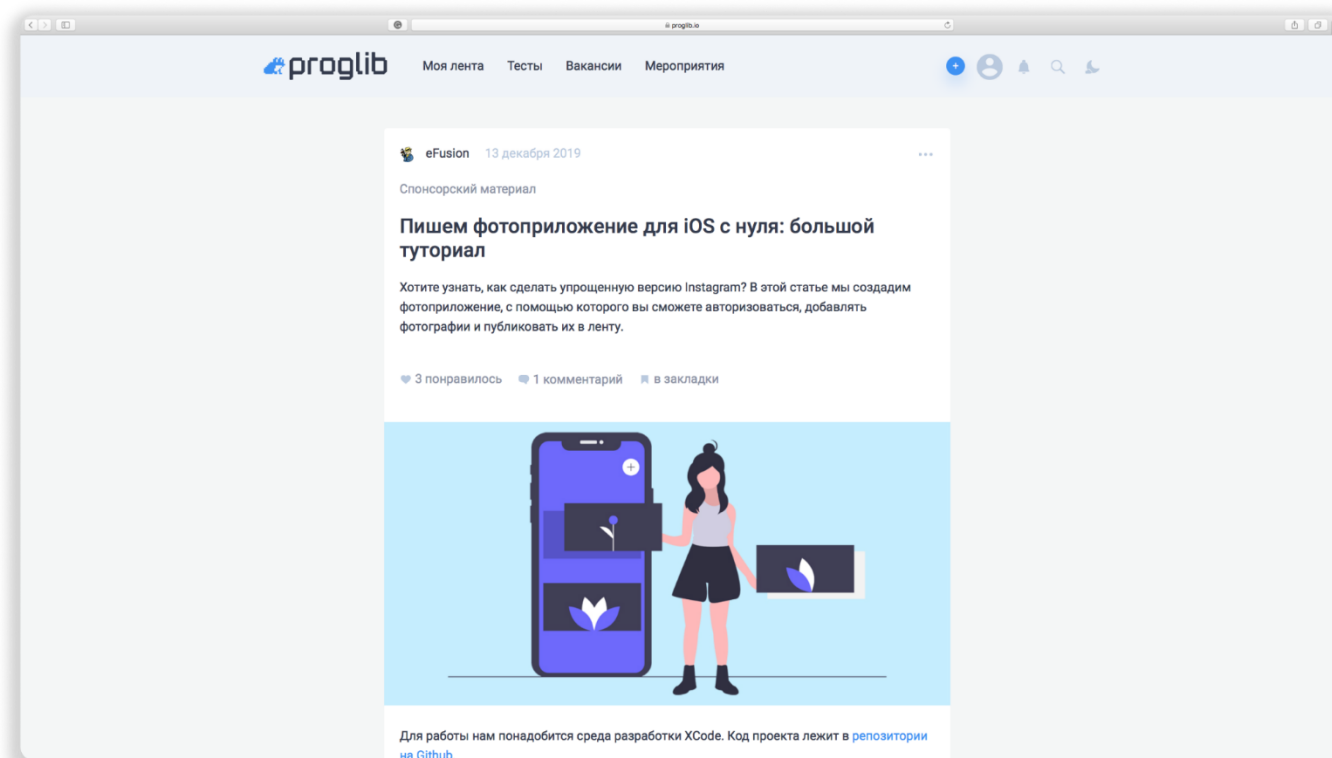 proglib.io
proglib
Моя лента Тесты Вакансии Мероприятия
eFusion 13 декабря 2019
Спонсорский материал
Пишем фотоприложение для iOS с нуля: большой
туториал
Хотите узнать, как сделать упрощенную версию Instagram? В этой статье мы создадим
фотоприложение, с помощью которого вы сможете авторизоваться, добавлять
фотографии и публиковать их в ленту.
3 понравилось 1 комментарий в закладки
Для работы нам понадобится среда разработки XCode. Код проекта лежит в репозитории
на Github